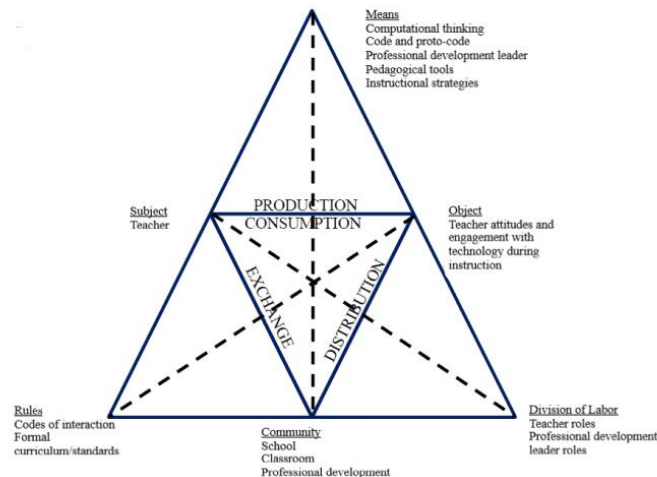 Means
Computational thinking
Code and proto-code
Professional development leader
Pedagogical tools
Instructional strategies
Subject
Teacher
PRODUCTION
CONSUMPTION
Object
Teacher attitudes and
engagement with
technology during
instruction
EXCHANGE
DISTRIBUTION
Rules
Codes of interaction
Formal
curriculum/standards
Community
School
Classroom
Professional development
Division of Labor
Teacher roles
Professional development
leader roles